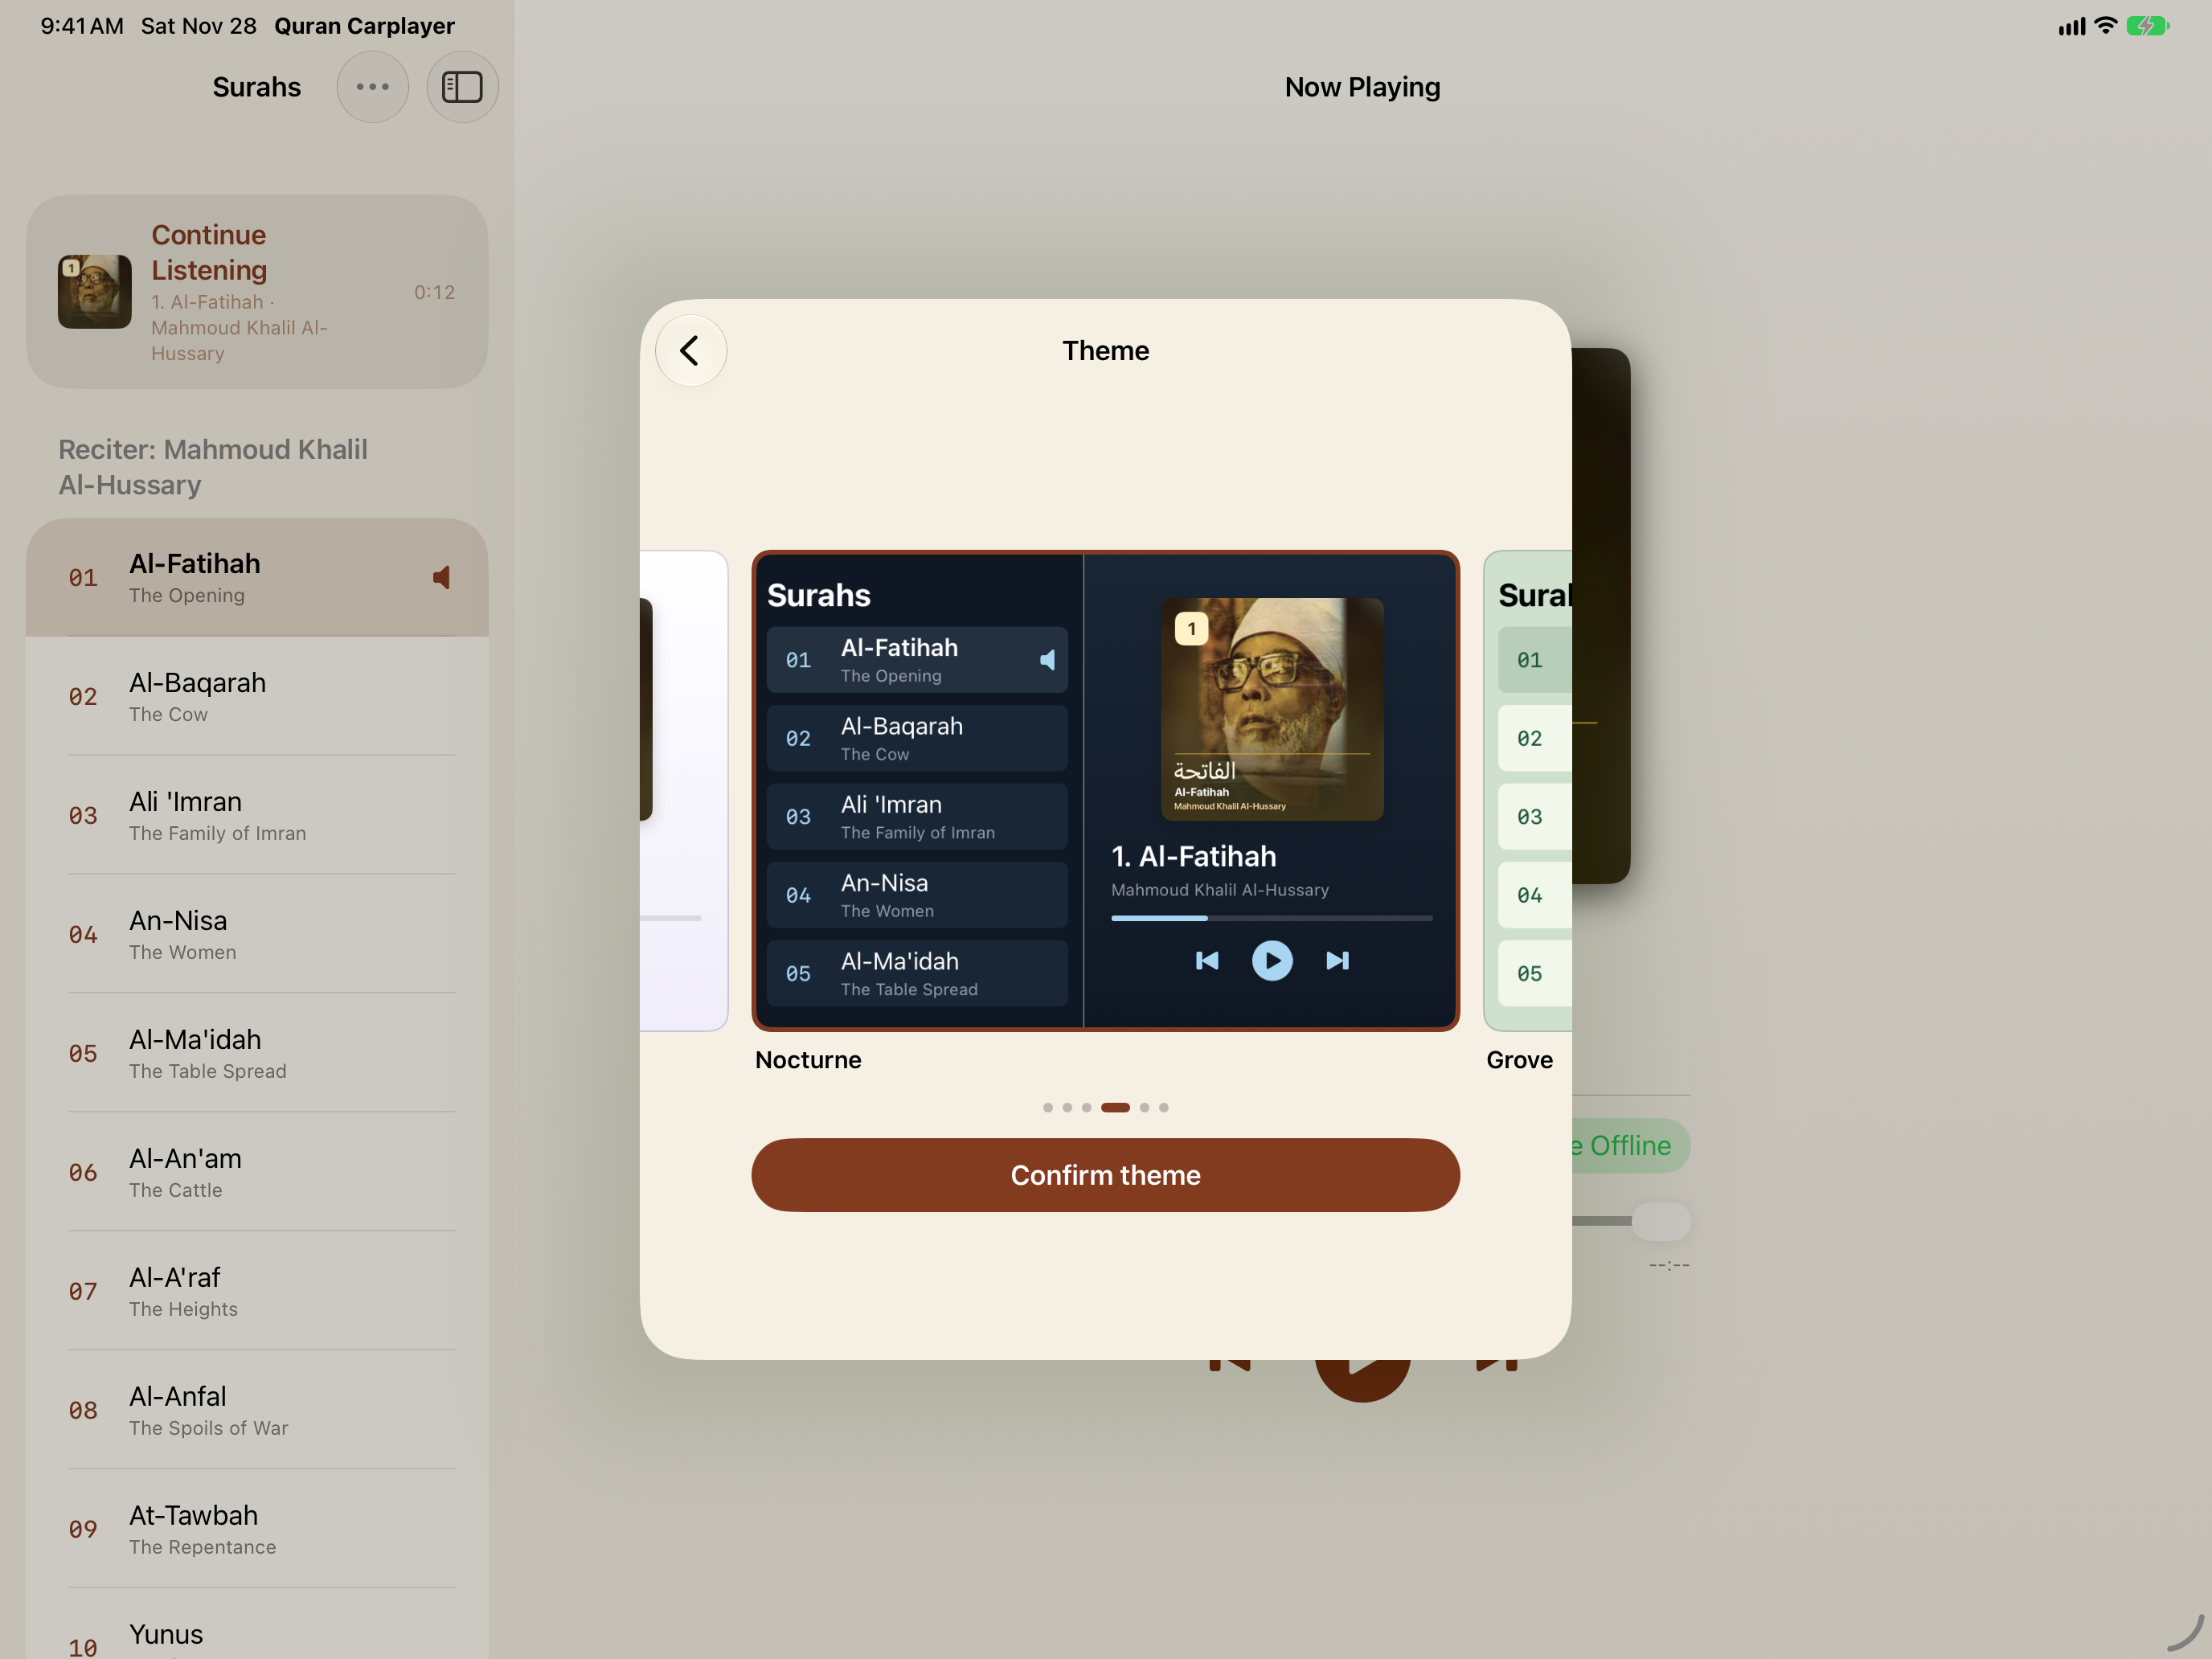 9:41 AM Sat Nov 28 Quran Carplayer
Surahs
Continue
Listening
1. Al-Fatihah ·
Mahmoud Khalil Al-
Hussary
0:12
Reciter: Mahmoud Khalil
Al-Hussary
01 Al-Fatihah
The Opening
02 Al-Baqarah
The Cow
03 Ali 'Imran
The Family of Imran
04 An-Nisa
The Women
05 Al-Ma'idah
The Table Spread
06 Al-An'am
The Cattle
07 Al-A'raf
The Heights
08 Al-Anfal
The Spoils of War
09 At-Tawbah
The Repentance
10 Yunus
Now Playing
Theme
Surahs
01 Al-Fatihah
The Opening
02 Al-Baqarah
The Cow
03 Ali 'Imran
The Family of Imran
04 An-Nisa
The Women
05 Al-Ma'idah
The Table Spread
1
الفاتحة
Al-Fatihah
Mahmoud Khalil Al-Hussary
1. Al-Fatihah
Mahmoud Khalil Al-Hussary
Nocturne
01
02
03
04
05
Grove
Confirm theme
Offline
--:--